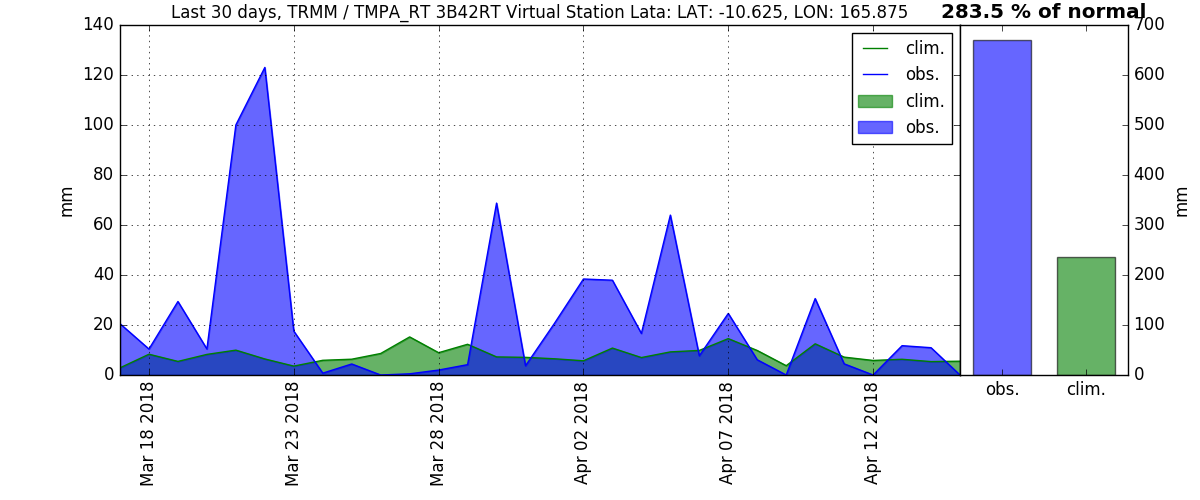 Last 30 days, TRMM / TMPA_RT 3B42RT Virtual Station Lata: LAT: -10.625, LON: 165.875
283.5 % of normal
140
120
100
80
60
40
20
0
mm
clim.
obs.
clim.
obs.
Mar 18 2018
Mar 23 2018
Mar 28 2018
Apr 02 2018
Apr 07 2018
Apr 12 2018
700
600
500
400
300
200
100
0
mm
obs.
clim.